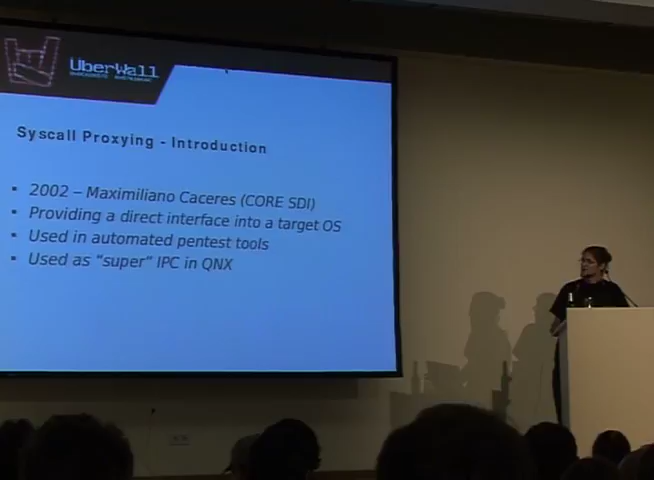 UberWall
Syscall Proxying - Introduction
2002 – Maximiliano Caceres (CORE SDI)
Providing a direct interface into a target OS
Used in automated pentest tools
Used as "super" IPC in QNX